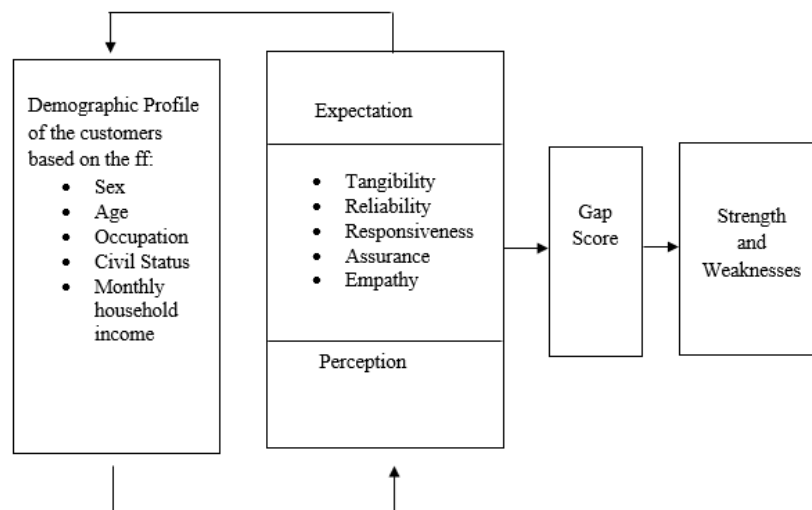 Demographic Profile
of the customers
based on the ff:
• Sex
• Age
• Occupation
• Civil Status
• Monthly
household
income
Expectation
• Tangibility
• Reliability
• Responsiveness
• Assurance
• Empathy
Perception
Gap
Score
Strength
and
Weaknesses